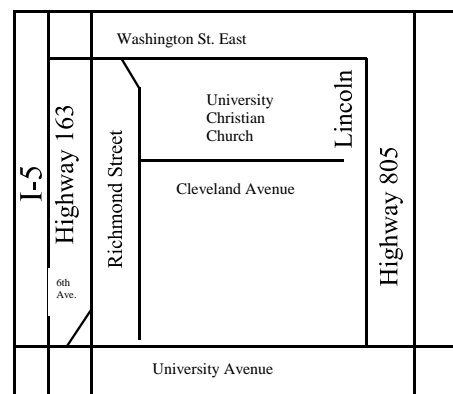 Washington St. East
University
Christian
Church
Lincoln
I-5
Highway 163
Richmond Street
Cleveland Avenue
Highway 805
6th
Ave.
University Avenue